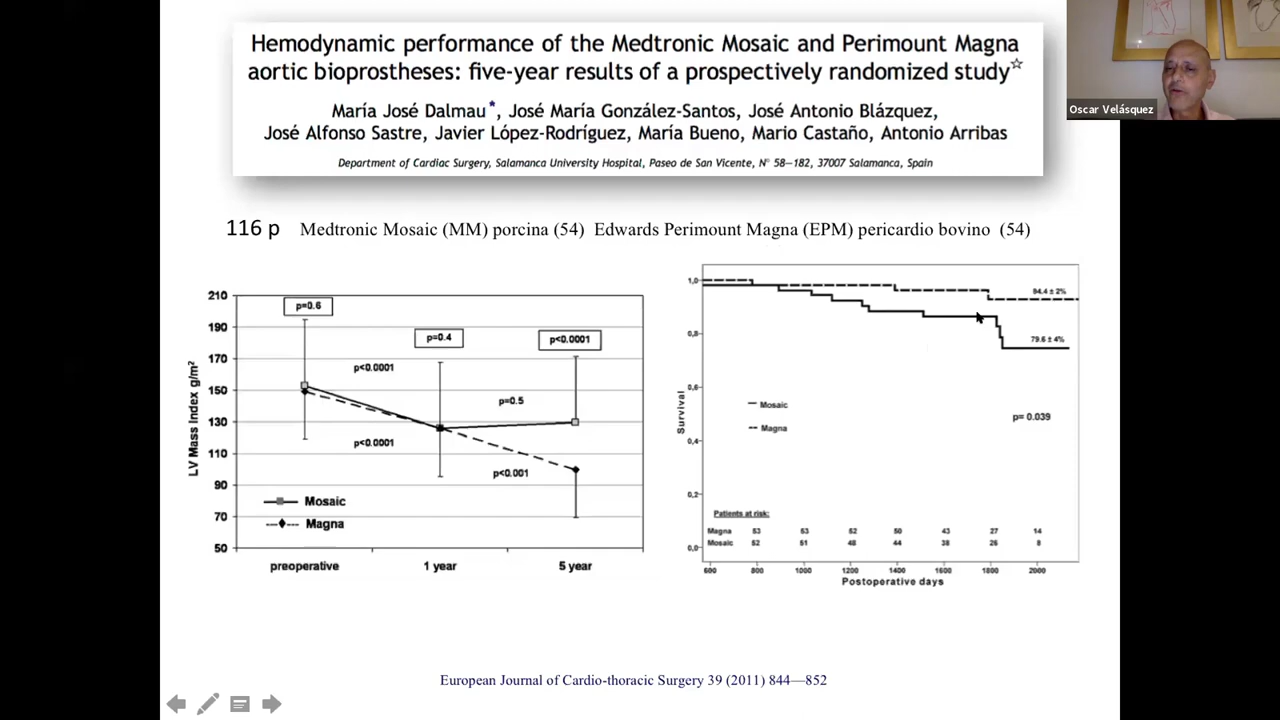 Hemodynamic performance of the Medtronic Mosaic and Perimount Magna
aortic bioprostheses: five-year results of a prospectively randomized study☆
María José Dalmau*, José María González-Santos, José Antonio Blázquez,
José Alfonso Sastre, Javier López-Rodríguez, María Bueno, Mario Castaño, Antonio Arribas
Department of Cardiac Surgery, Salamanca University Hospital, Paseo de San Vicente, N° 58–182, 37007 Salamanca, Spain
Oscar Velásquez
116 p Medtronic Mosaic (MM) porcina (54) Edwards Perimount Magna (EPM) pericardio bovino (54)
LV Mass Index g/m²
210
190
170
150
130
110
90
70
50
p=0.6
p=0.4
p<0.0001
p<0.0001
p=0.5
p<0.0001
p<0.001
Mosaic
Magna
preoperative 1 year 5 year
Survival
1,0
0,8
0,6
0,4
0,2
0,0
84.4 ± 2%
79.6 ± 4%
Mosaic
Magna
p= 0.039
Patients at risk:
Magna 53 53 52 50 43 27 14
Mosaic 52 51 48 44 38 26 8
600 800 1000 1200 1400 1600 1800 2000
Postoperative days
European Journal of Cardio-thoracic Surgery 39 (2011) 844—852